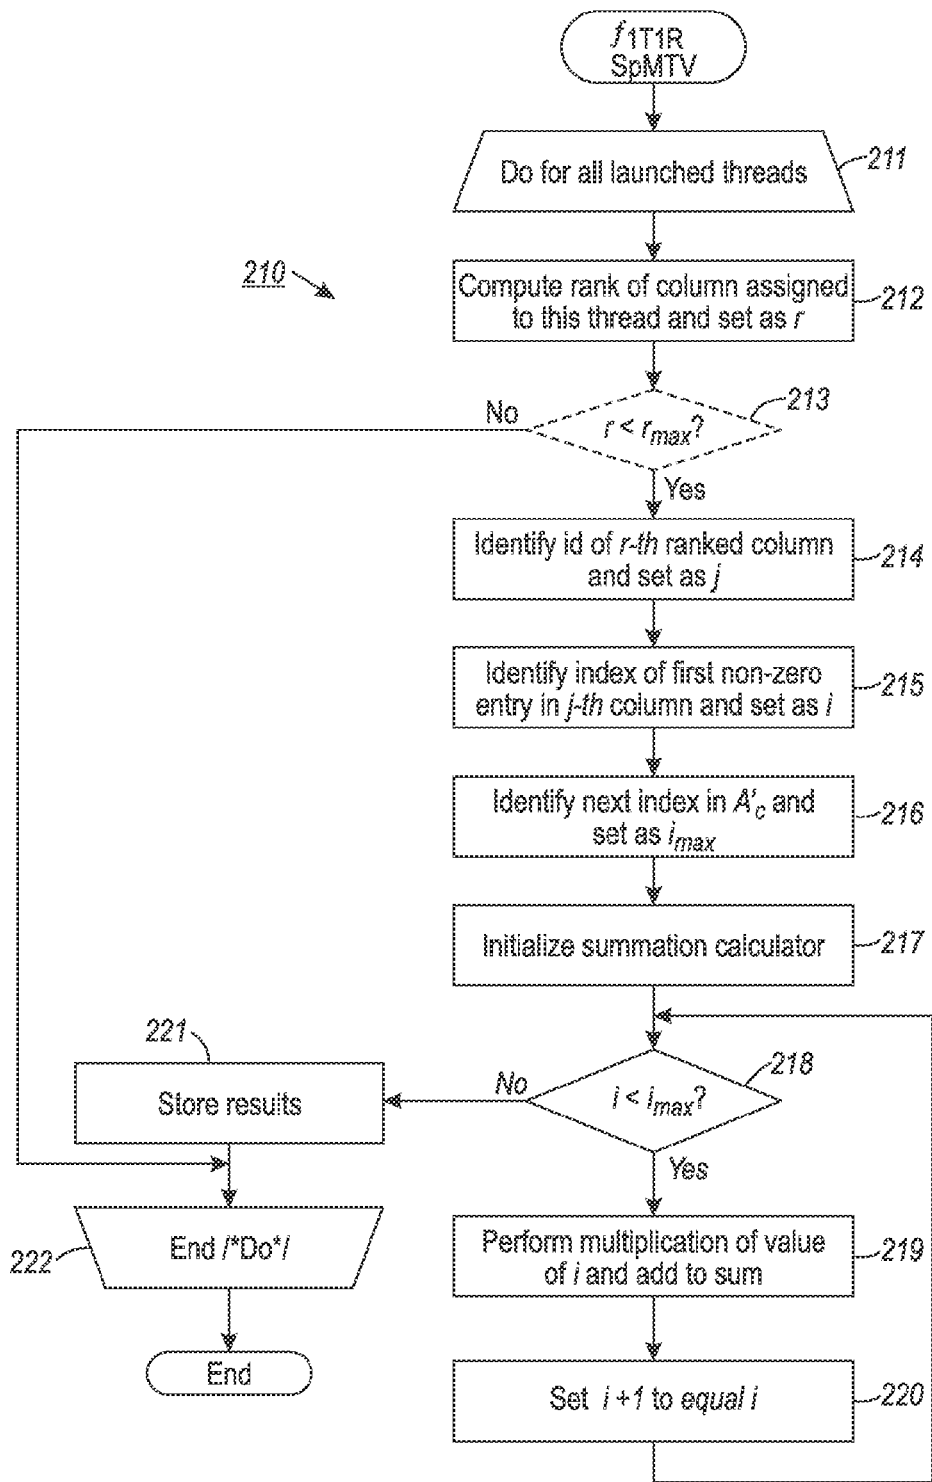 f1T1R
SpMTV
Do for all launched threads
211
210
Compute rank of column assigned
to this thread and set as r
212
No
r < rmax?
213
Yes
Identify id of r-th ranked column
and set as j
214
Identify index of first non-zero
entry in j-th column and set as i
215
Identify next index in A'c and
set as imax
216
Initialize summation calculator
217
221
Store results
No
i < imax?
218
Yes
222
End /*Do*/
Perform multiplication of value
of i and add to sum
219
End
Set i +1 to equal i
220